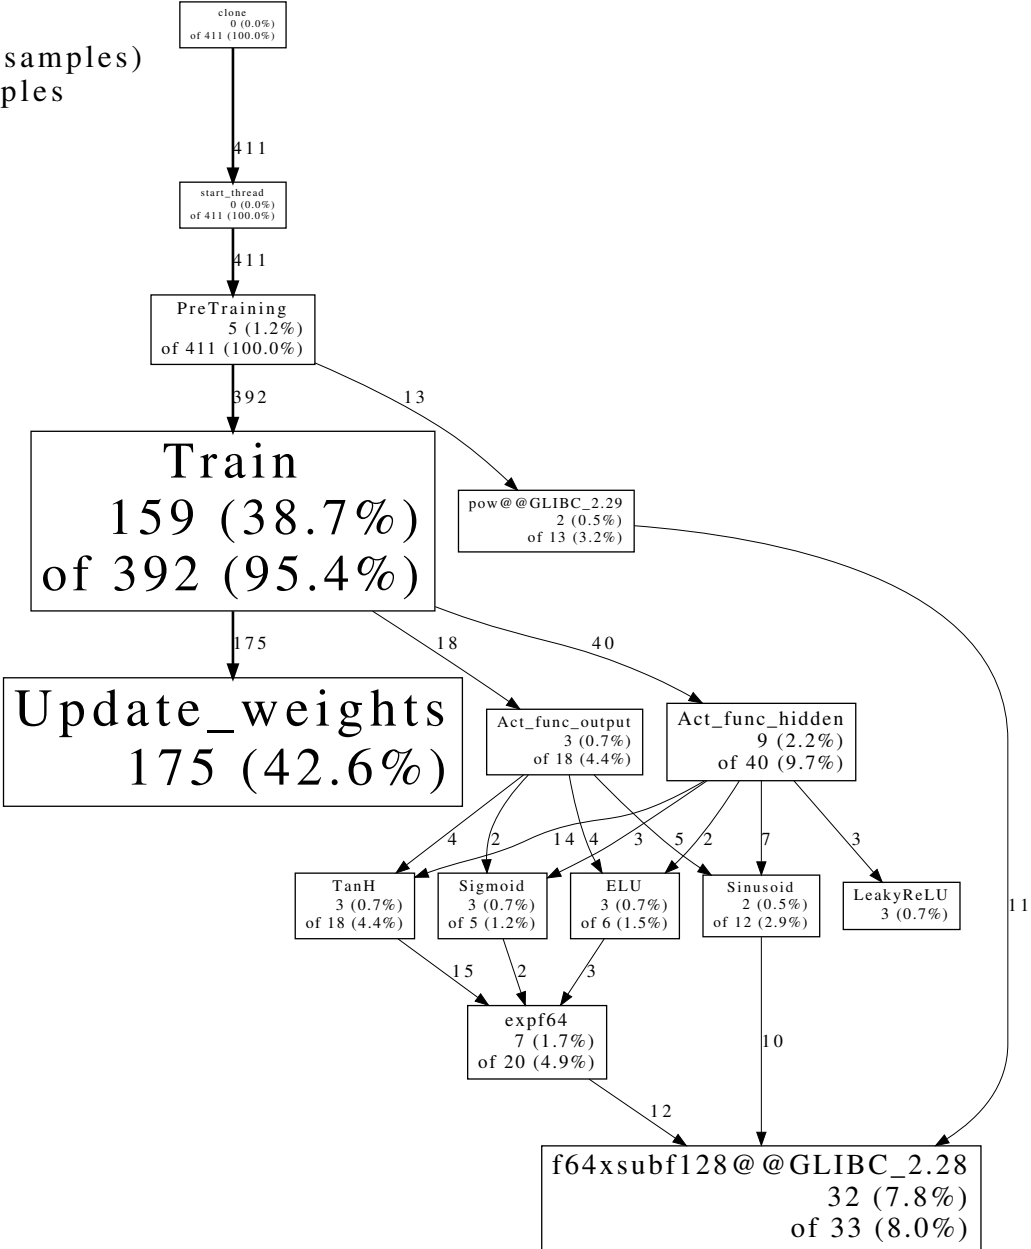 clone
0 (0.0%)
of 411 (100.0%)
samples)
ples
411
start_thread
0 (0.0%)
of 411 (100.0%)
411
PreTraining
5 (1.2%)
of 411 (100.0%)
392
13
Train
159 (38.7%)
of 392 (95.4%)
pow@@GLIBC_2.29
2 (0.5%)
of 13 (3.2%)
175
18
40
Update_weights
175 (42.6%)
Act_func_output
3 (0.7%)
of 18 (4.4%)
Act_func_hidden
9 (2.2%)
of 40 (9.7%)
4
2
14
4
3
5
2
7
3
TanH
3 (0.7%)
of 18 (4.4%)
Sigmoid
3 (0.7%)
of 5 (1.2%)
ELU
3 (0.7%)
of 6 (1.5%)
Sinusoid
2 (0.5%)
of 12 (2.9%)
LeakyReLU
3 (0.7%)
11
15
2
3
expf64
7 (1.7%)
of 20 (4.9%)
10
12
f64xsubf128@@GLIBC_2.28
32 (7.8%)
of 33 (8.0%)